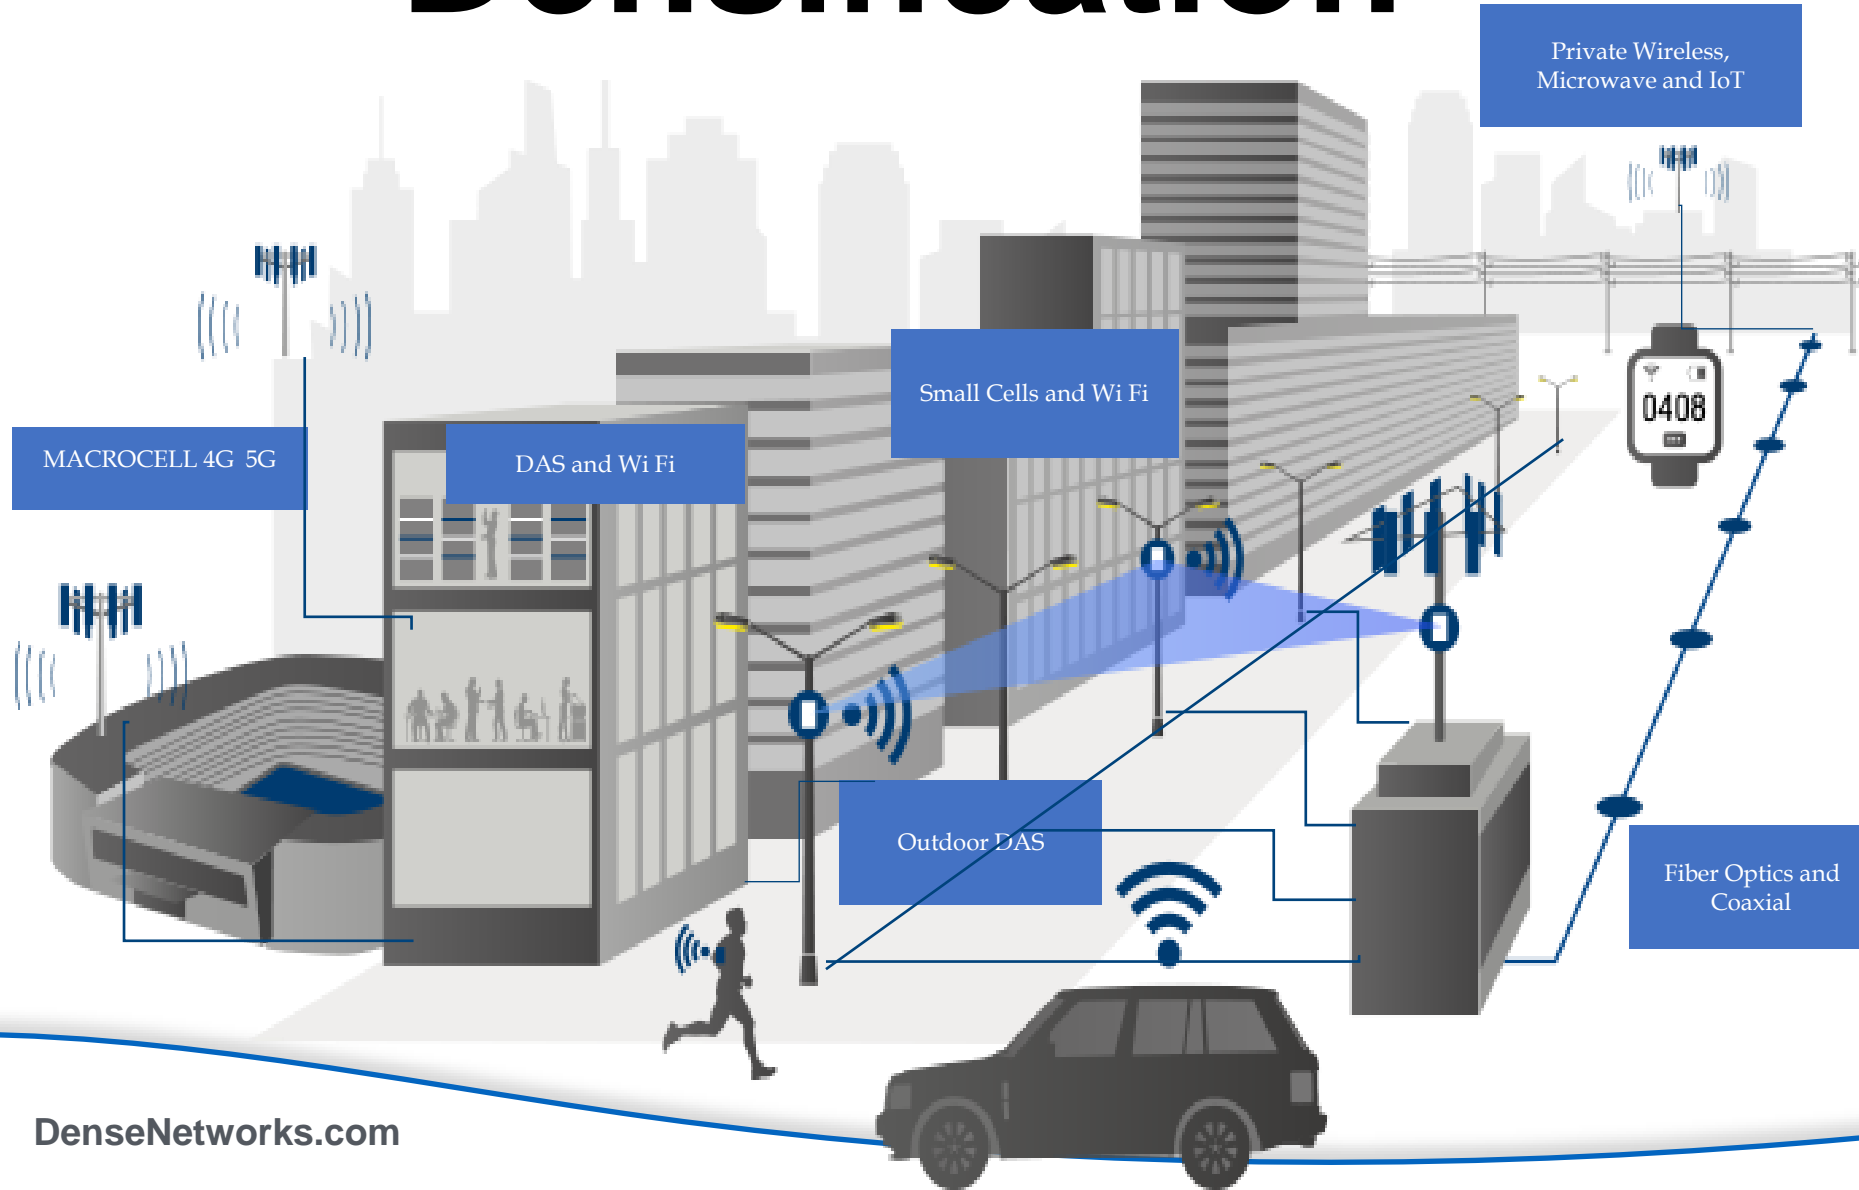 Densification
Private Wireless,
Microwave and IoT
Small Cells and Wi Fi
MACROCELL 4G 5G
DAS and Wi Fi
0408
Outdoor DAS
Fiber Optics and
Coaxial
DenseNetworks.com